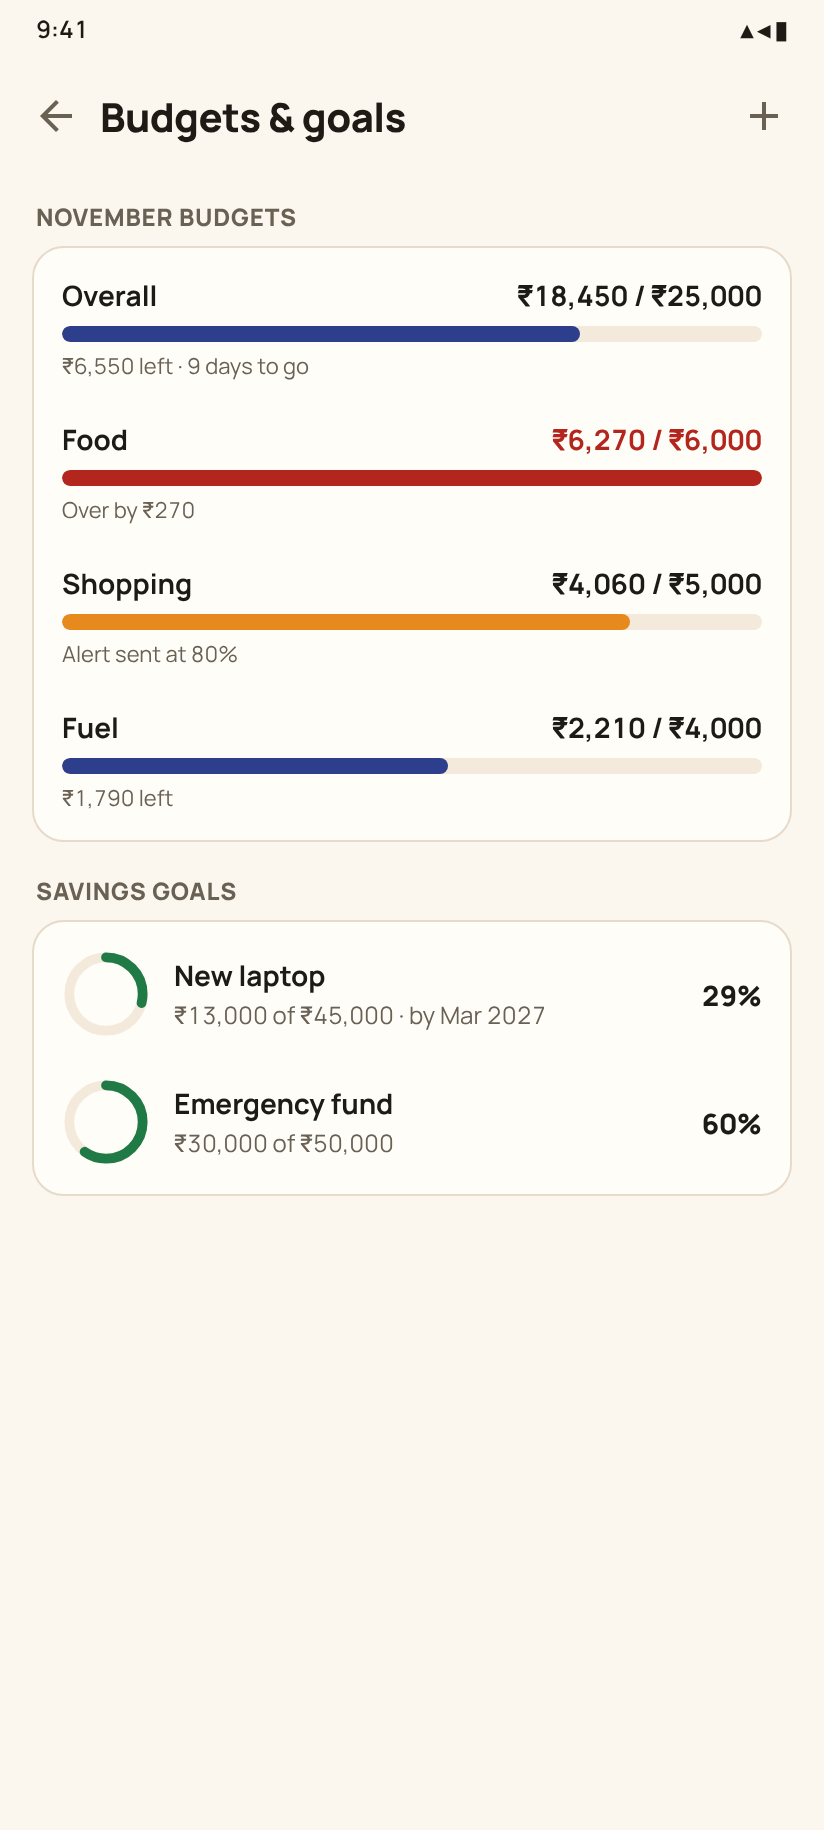 9:41
Budgets & goals
NOVEMBER BUDGETS
Overall ₹18,450 / ₹25,000
₹6,550 left · 9 days to go
Food ₹6,270 / ₹6,000
Over by ₹270
Shopping ₹4,060 / ₹5,000
Alert sent at 80%
Fuel ₹2,210 / ₹4,000
₹1,790 left
SAVINGS GOALS
New laptop
₹13,000 of ₹45,000 · by Mar 2027
29%
Emergency fund
₹30,000 of ₹50,000
60%